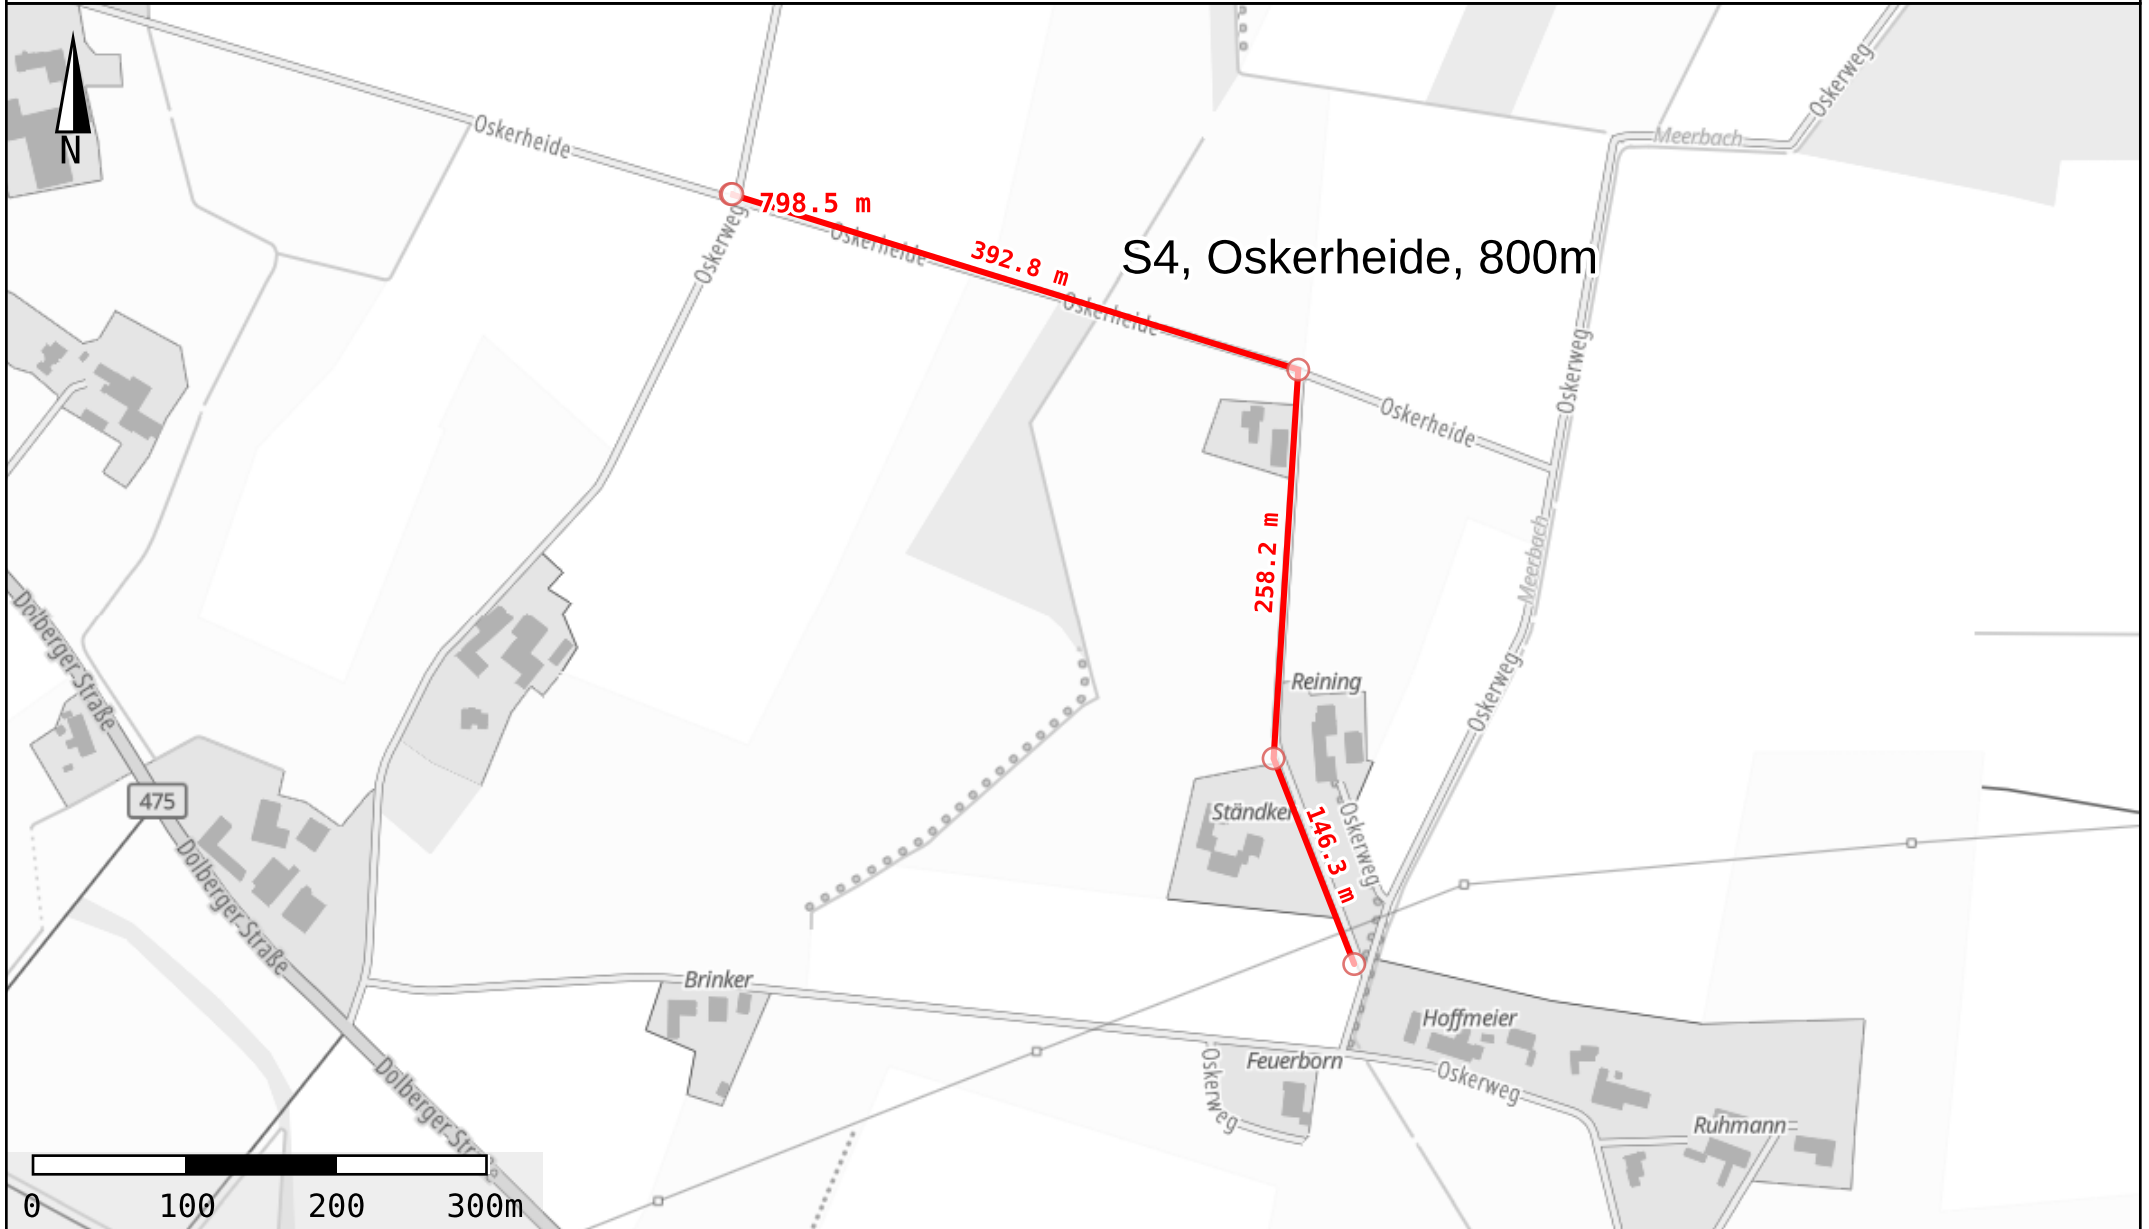 Oskerweg
Meerbach
Oskerheide
N
798.5 m
Oskerweg
Oskerheide
392.8 m
S4, Oskerheide, 800m
Oskerheide
Oskerweg
Oskerheide
258.2 m
Meerbach
Dolberger-Straße
Reining
Oskerweg
475
Ständker
146.3 m
Oskerweg
Dolberger-Straße
Brinker
Hoffmeier
Feuerborn
Oskerweg
Oskerweg
Dolberger-Straße
Ruhmann
0 100 200 300m